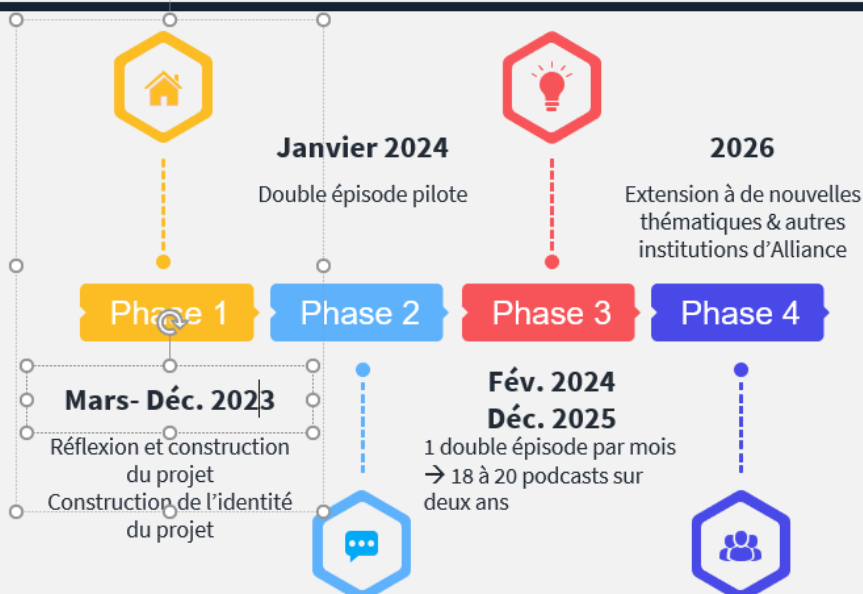 Janvier 2024
Double épisode pilote
2026
Extension à de nouvelles
thématiques & autres
institutions d'Alliance
Phase 1
Phase 2
Phase 3
Phase 4
Mars- Déc. 2023
Réflexion et construction
du projet
Construction de l'identité
du projet
Fév. 2024
Déc. 2025
1 double épisode par mois
→ 18 à 20 podcasts sur
deux ans